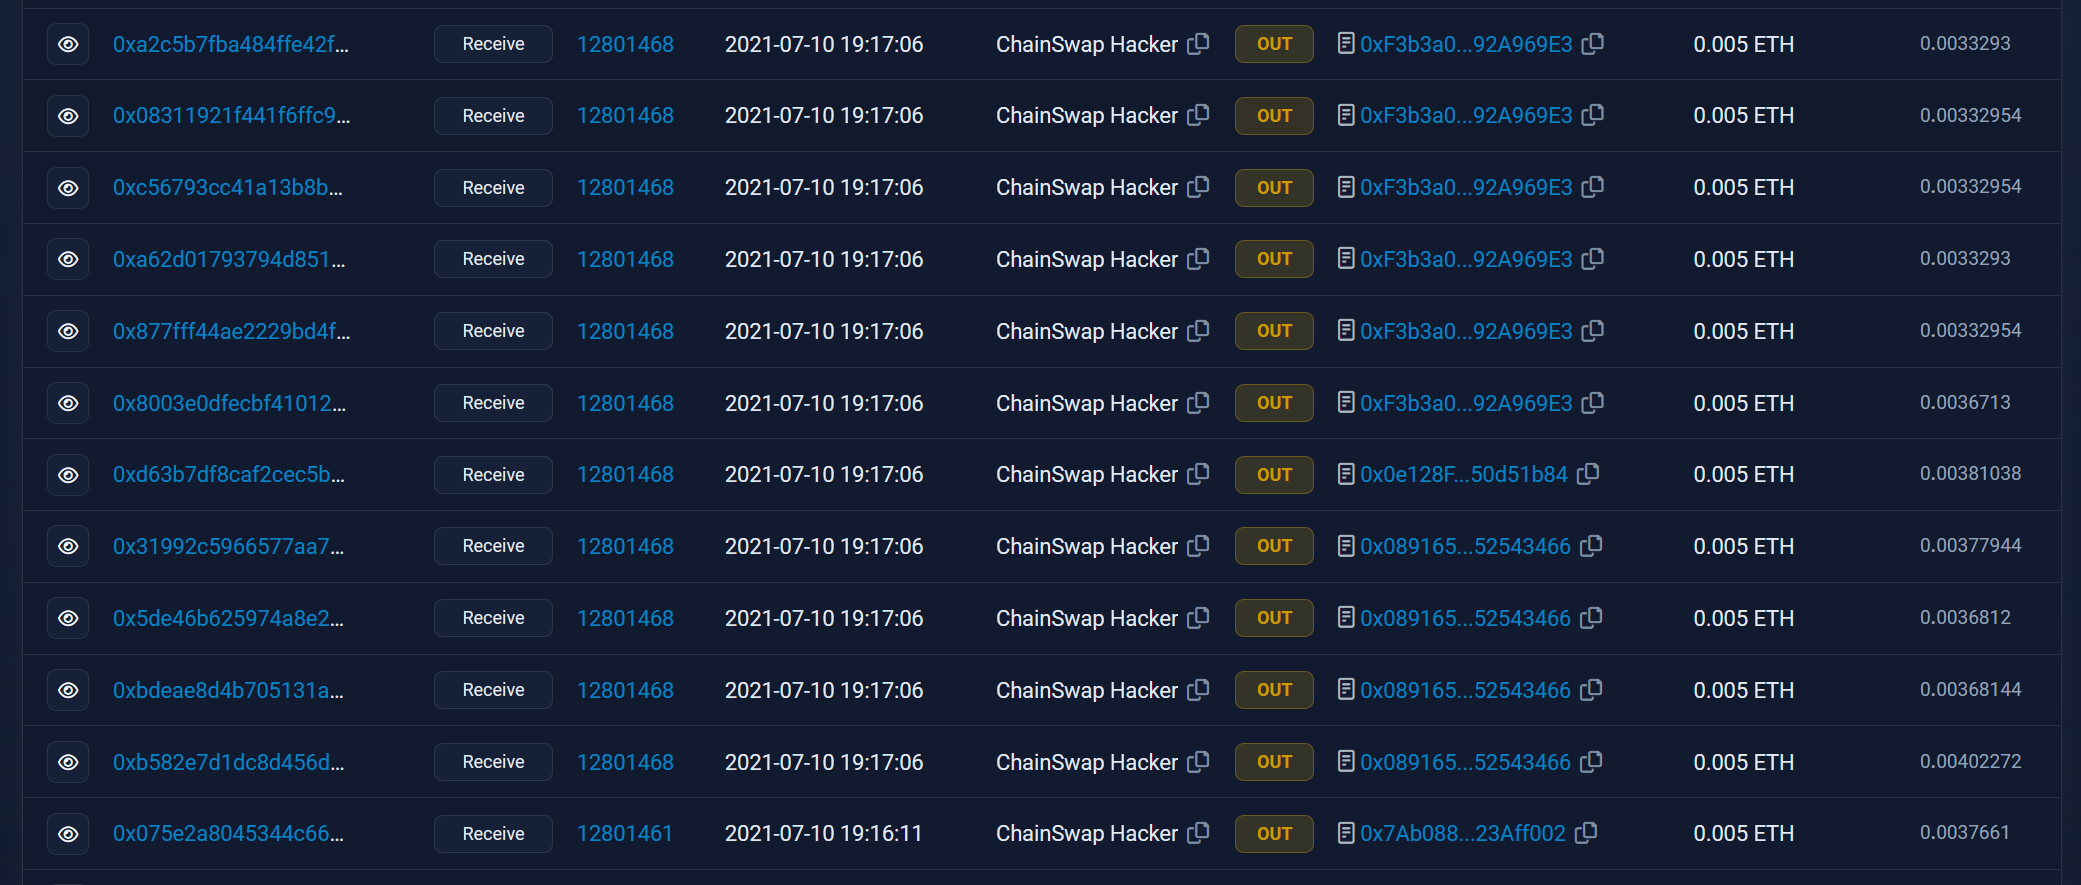 0xa2c5b7fba484ffe42f... Receive 12801468 2021-07-10 19:17:06 ChainSwap Hacker OUT 0xF3b3a0...92A969E3 0.005 ETH 0.0033293
0x08311921f441f6ffc9... Receive 12801468 2021-07-10 19:17:06 ChainSwap Hacker OUT 0xF3b3a0...92A969E3 0.005 ETH 0.00332954
0xc56793cc41a13b8b... Receive 12801468 2021-07-10 19:17:06 ChainSwap Hacker OUT 0xF3b3a0...92A969E3 0.005 ETH 0.00332954
0xa62d01793794d851... Receive 12801468 2021-07-10 19:17:06 ChainSwap Hacker OUT 0xF3b3a0...92A969E3 0.005 ETH 0.0033293
0x877fff44ae2229bd4f... Receive 12801468 2021-07-10 19:17:06 ChainSwap Hacker OUT 0xF3b3a0...92A969E3 0.005 ETH 0.00332954
0x8003e0dfecbf41012... Receive 12801468 2021-07-10 19:17:06 ChainSwap Hacker OUT 0xF3b3a0...92A969E3 0.005 ETH 0.0036713
0xd63b7df8caf2cec5b... Receive 12801468 2021-07-10 19:17:06 ChainSwap Hacker OUT 0x0e128F...50d51b84 0.005 ETH 0.00381038
0x31992c5966577aa7... Receive 12801468 2021-07-10 19:17:06 ChainSwap Hacker OUT 0x089165...52543466 0.005 ETH 0.00377944
0x5de46b625974a8e2... Receive 12801468 2021-07-10 19:17:06 ChainSwap Hacker OUT 0x089165...52543466 0.005 ETH 0.0036812
0xbdeae8d4b705131a... Receive 12801468 2021-07-10 19:17:06 ChainSwap Hacker OUT 0x089165...52543466 0.005 ETH 0.00368144
0xb582e7d1dc8d456d... Receive 12801468 2021-07-10 19:17:06 ChainSwap Hacker OUT 0x089165...52543466 0.005 ETH 0.00402272
0x075e2a8045344c66... Receive 12801461 2021-07-10 19:16:11 ChainSwap Hacker OUT 0x7Ab088...23Aff002 0.005 ETH 0.0037661